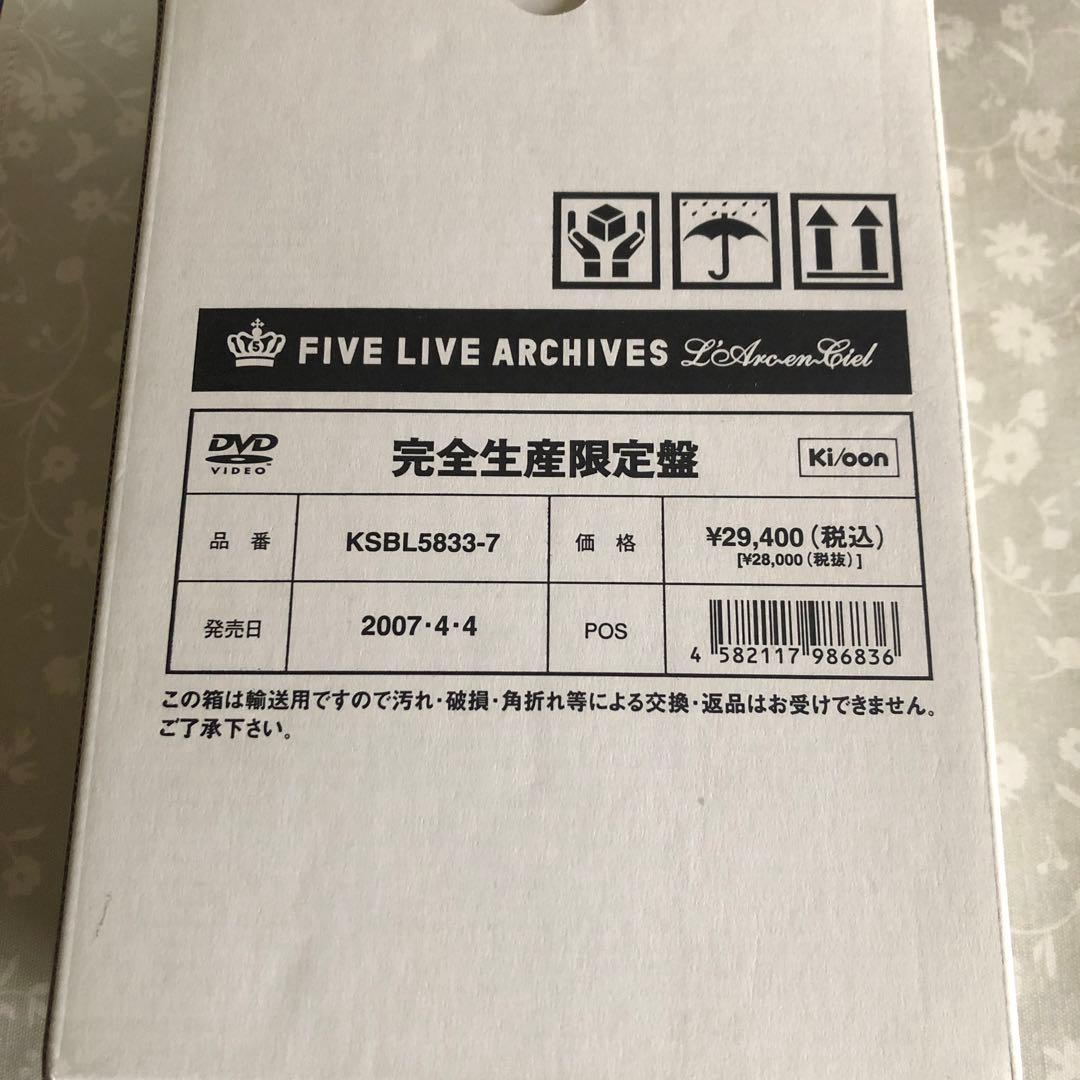 5
FIVE LIVE ARCHIVES L'Arc~en~Ciel
DVD
VIDEO™
完全生産限定盤
Ki/oon
品 番
KSBL5833-7
価 格
¥29,400(税込)
[¥28,000(税抜)]
発売日
2007・4・4
POS
4 582117 986836
この箱は輸送用ですので汚れ・破損・角折れ等による交換・返品はお受けできません。
ご了承下さい。